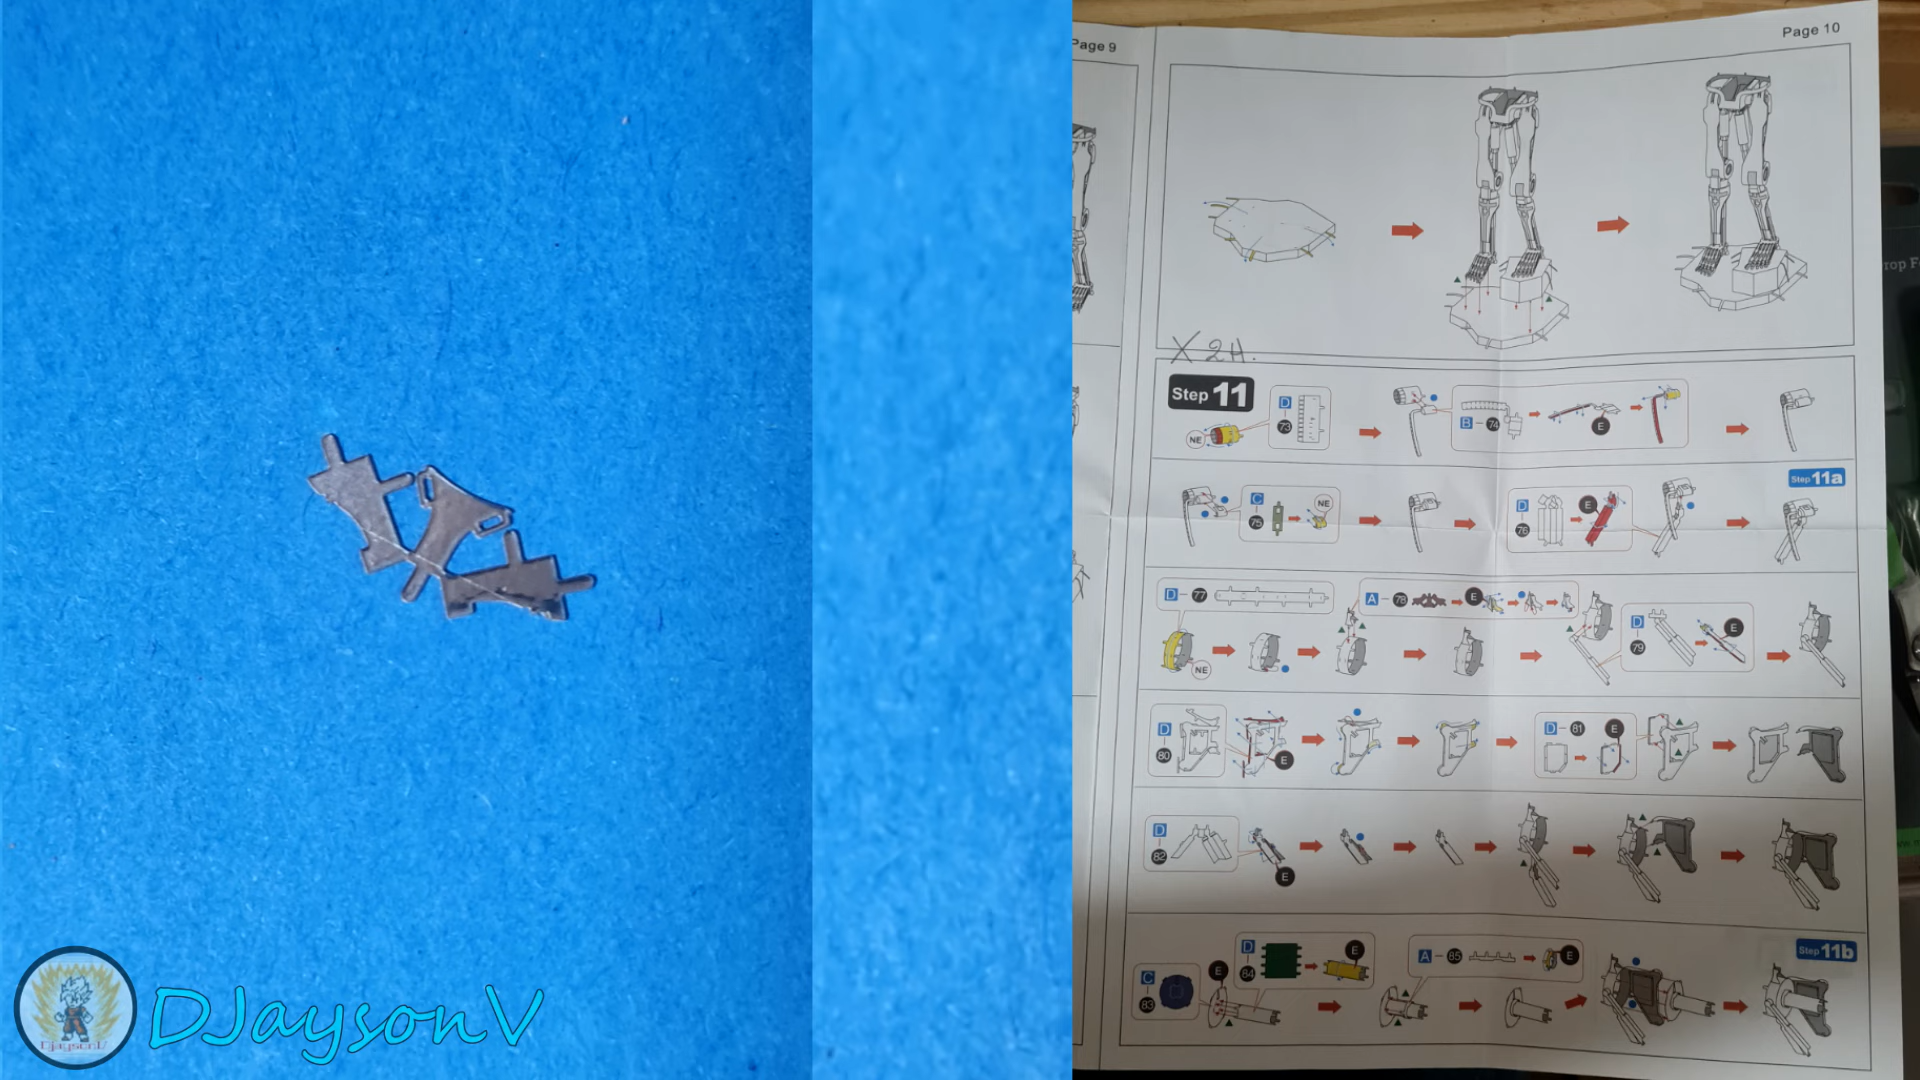 Page 9
Page 10
X 2H.
Step 11
D
73
NE
B - 74
E
Step 11a
C
75
NE
D
76
E
D - 77
NE
A - 78
E
D
79
E
D
80
E
D - 81
E
D
82
E
Step 11b
C
83
E
D
84
E
A - 85
E
DJaysonV
DjaysonV